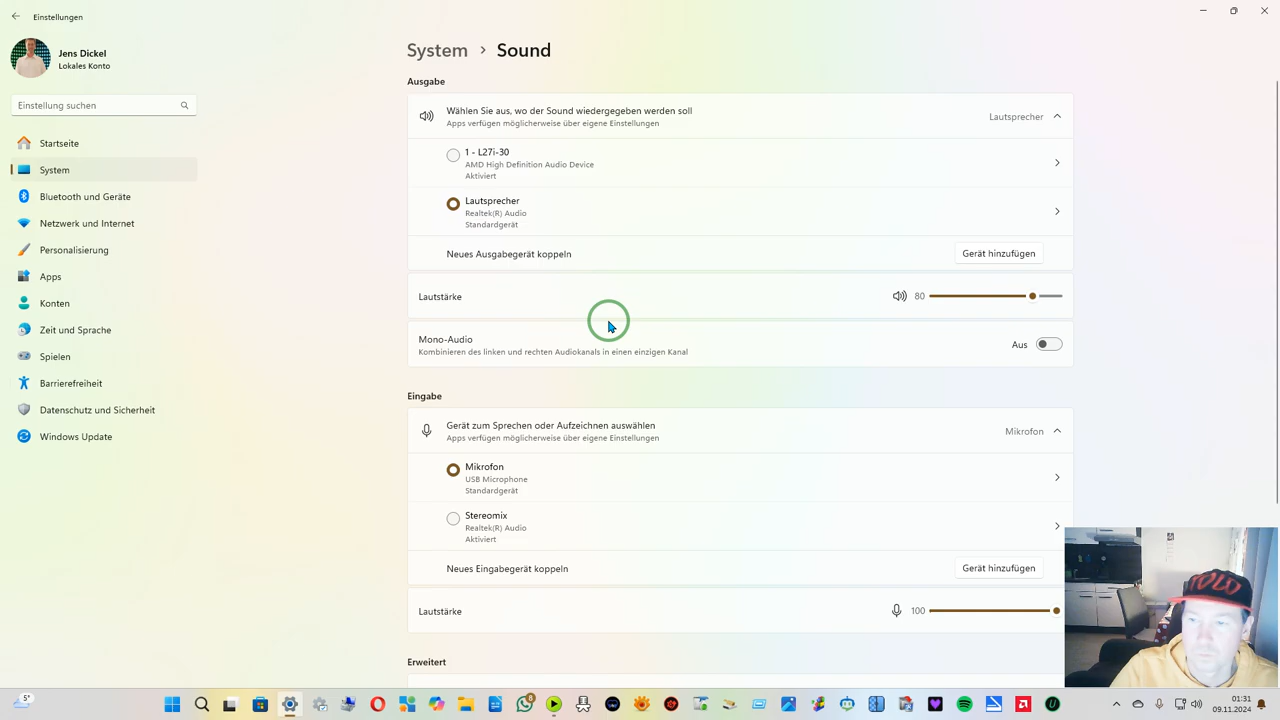 Einstellungen
Jens Dickel
Lokales Konto
Einstellung suchen
Startseite
System
Bluetooth und Geräte
Netzwerk und Internet
Personalisierung
Apps
Konten
Zeit und Sprache
Spielen
Barrierefreiheit
Datenschutz und Sicherheit
Windows Update
System > Sound
Ausgabe
Wählen Sie aus, wo der Sound wiedergegeben werden soll
Apps verfügen möglicherweise über eigene Einstellungen
Lautsprecher
1 - L27i-30
AMD High Definition Audio Device
Aktiviert
Lautsprecher
Realtek(R) Audio
Standardgerät
Neues Ausgabegerät koppeln
Gerät hinzufügen
Lautstärke
80
Mono-Audio
Kombinieren des linken und rechten Audiokanals in einen einzigen Kanal
Aus
Eingabe
Gerät zum Sprechen oder Aufzeichnen auswählen
Apps verfügen möglicherweise über eigene Einstellungen
Mikrofon
Mikrofon
USB Microphone
Standardgerät
Stereomix
Realtek(R) Audio
Aktiviert
Neues Eingabegerät koppeln
Gerät hinzufügen
Lautstärke
100
Erweitert
5°
8
01:31
09.11.2024